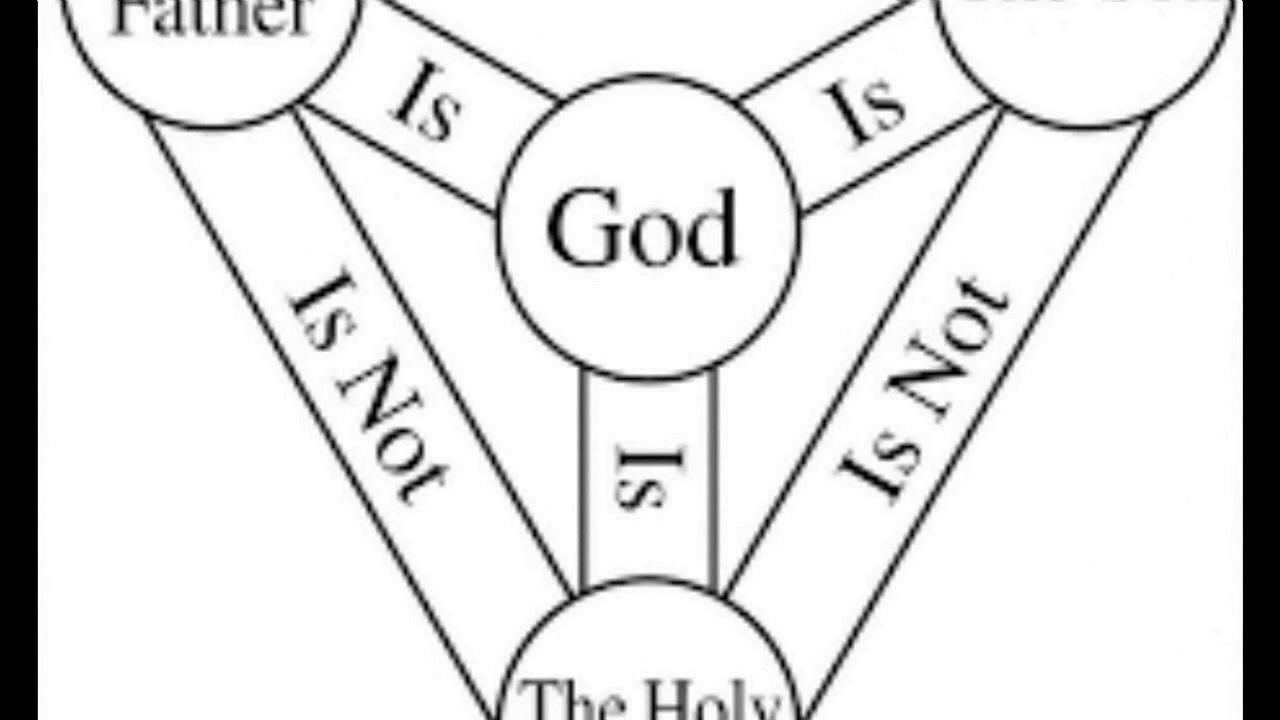 Father
Is
Is
God
Is Not
Is Not
Is
The Holy